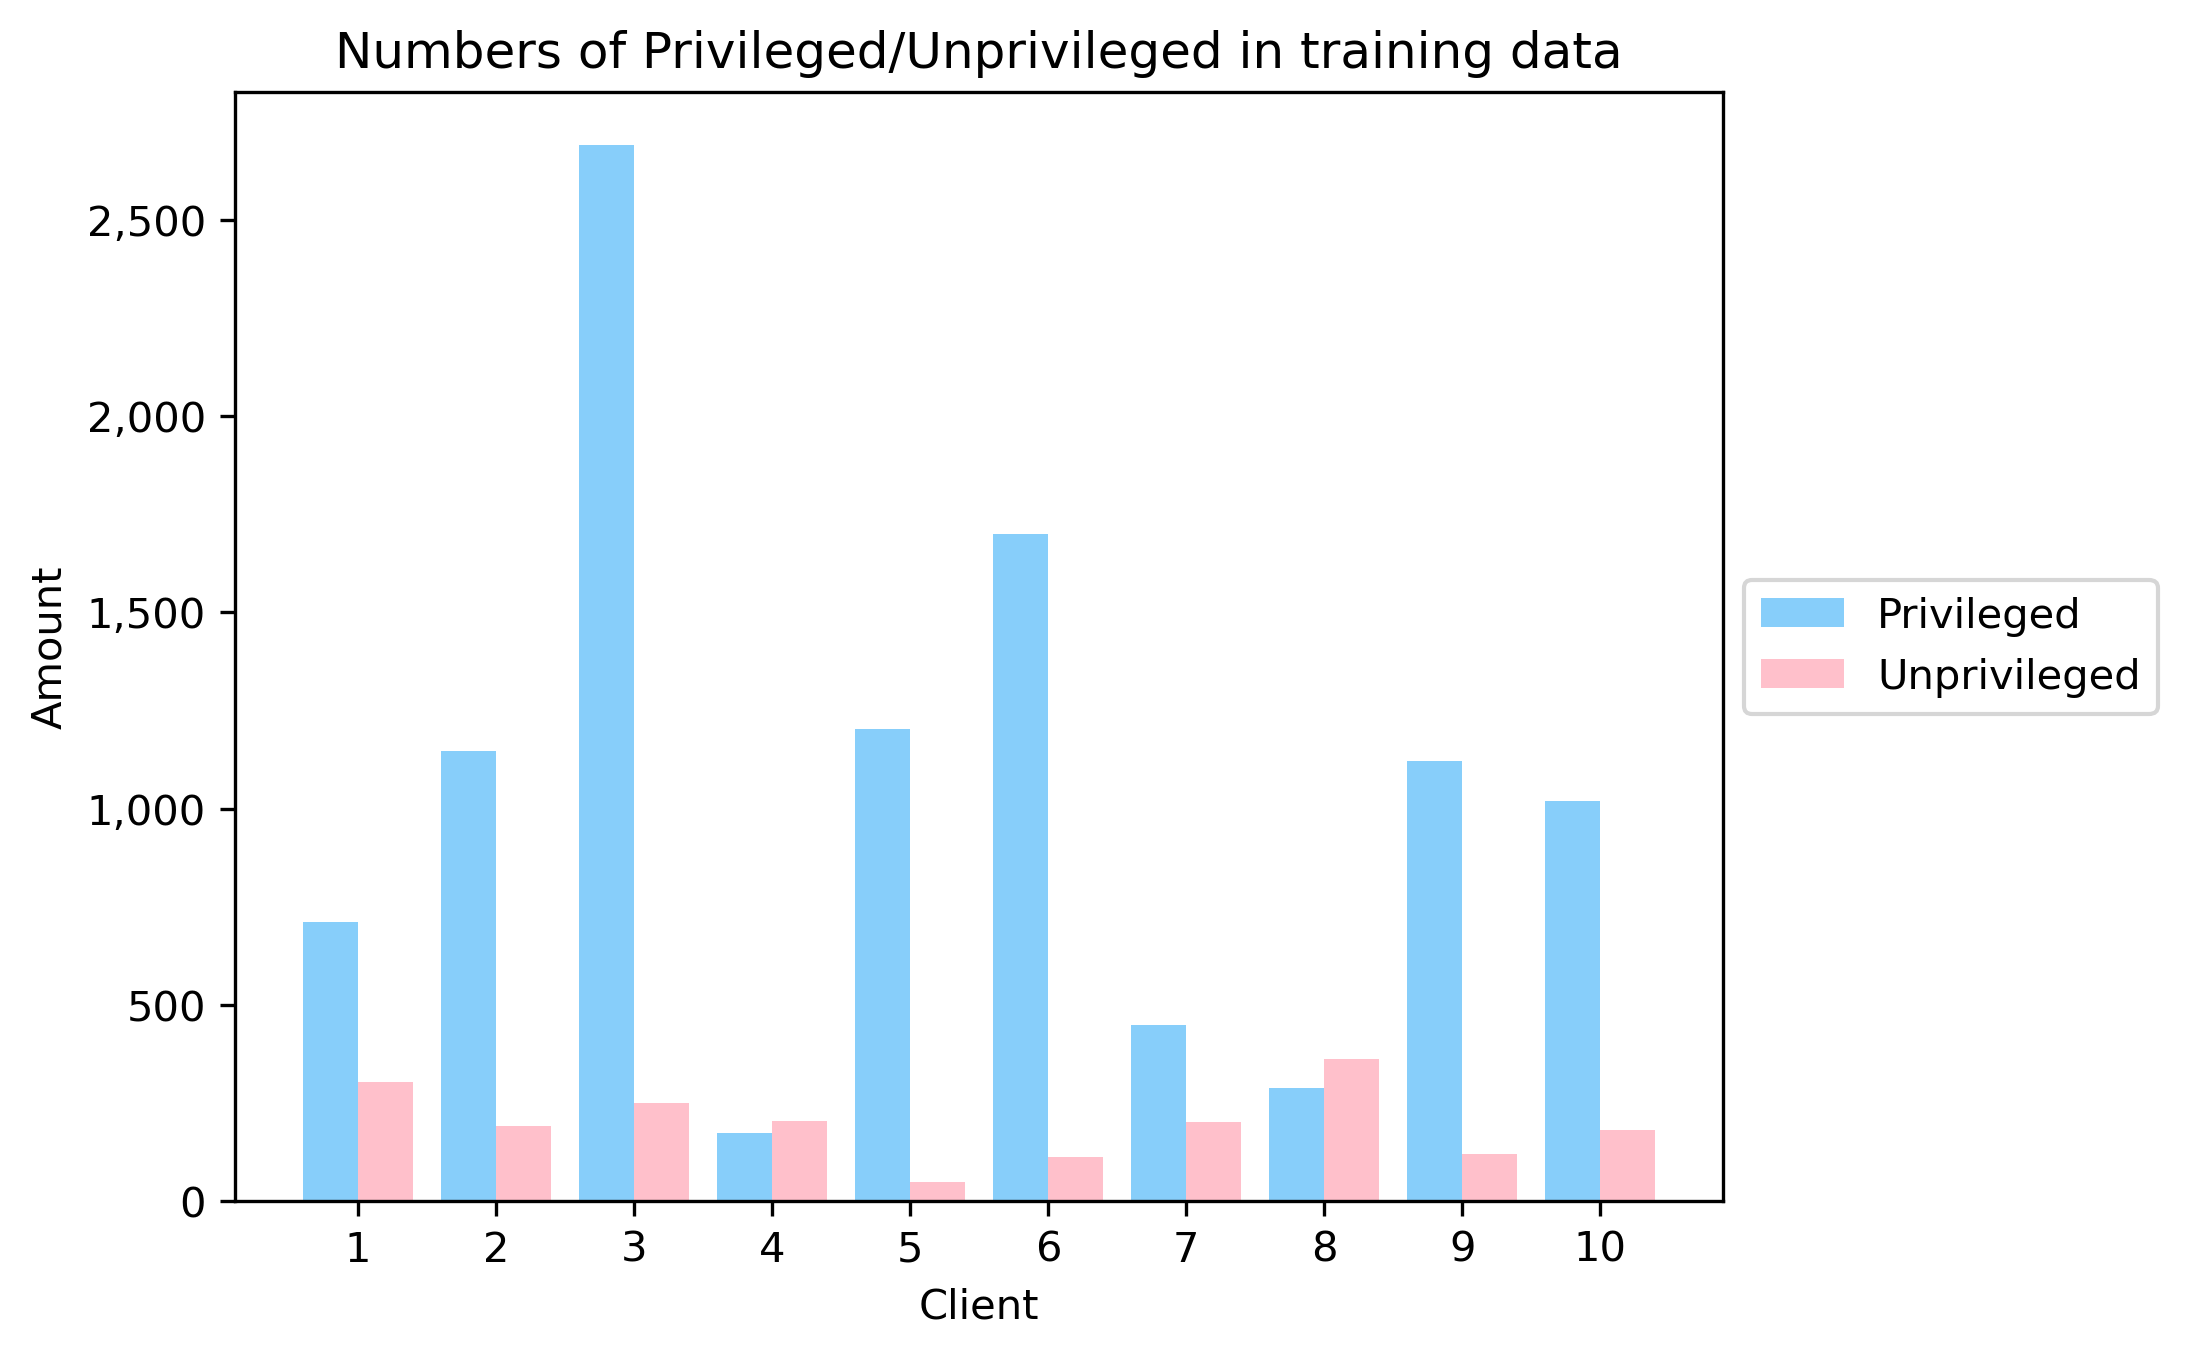 Numbers of Privileged/Unprivileged in training data
2,500
2,000
1,500
1,000
500
0
Amount
1 2 3 4 5 6 7 8 9 10
Client
Privileged
Unprivileged